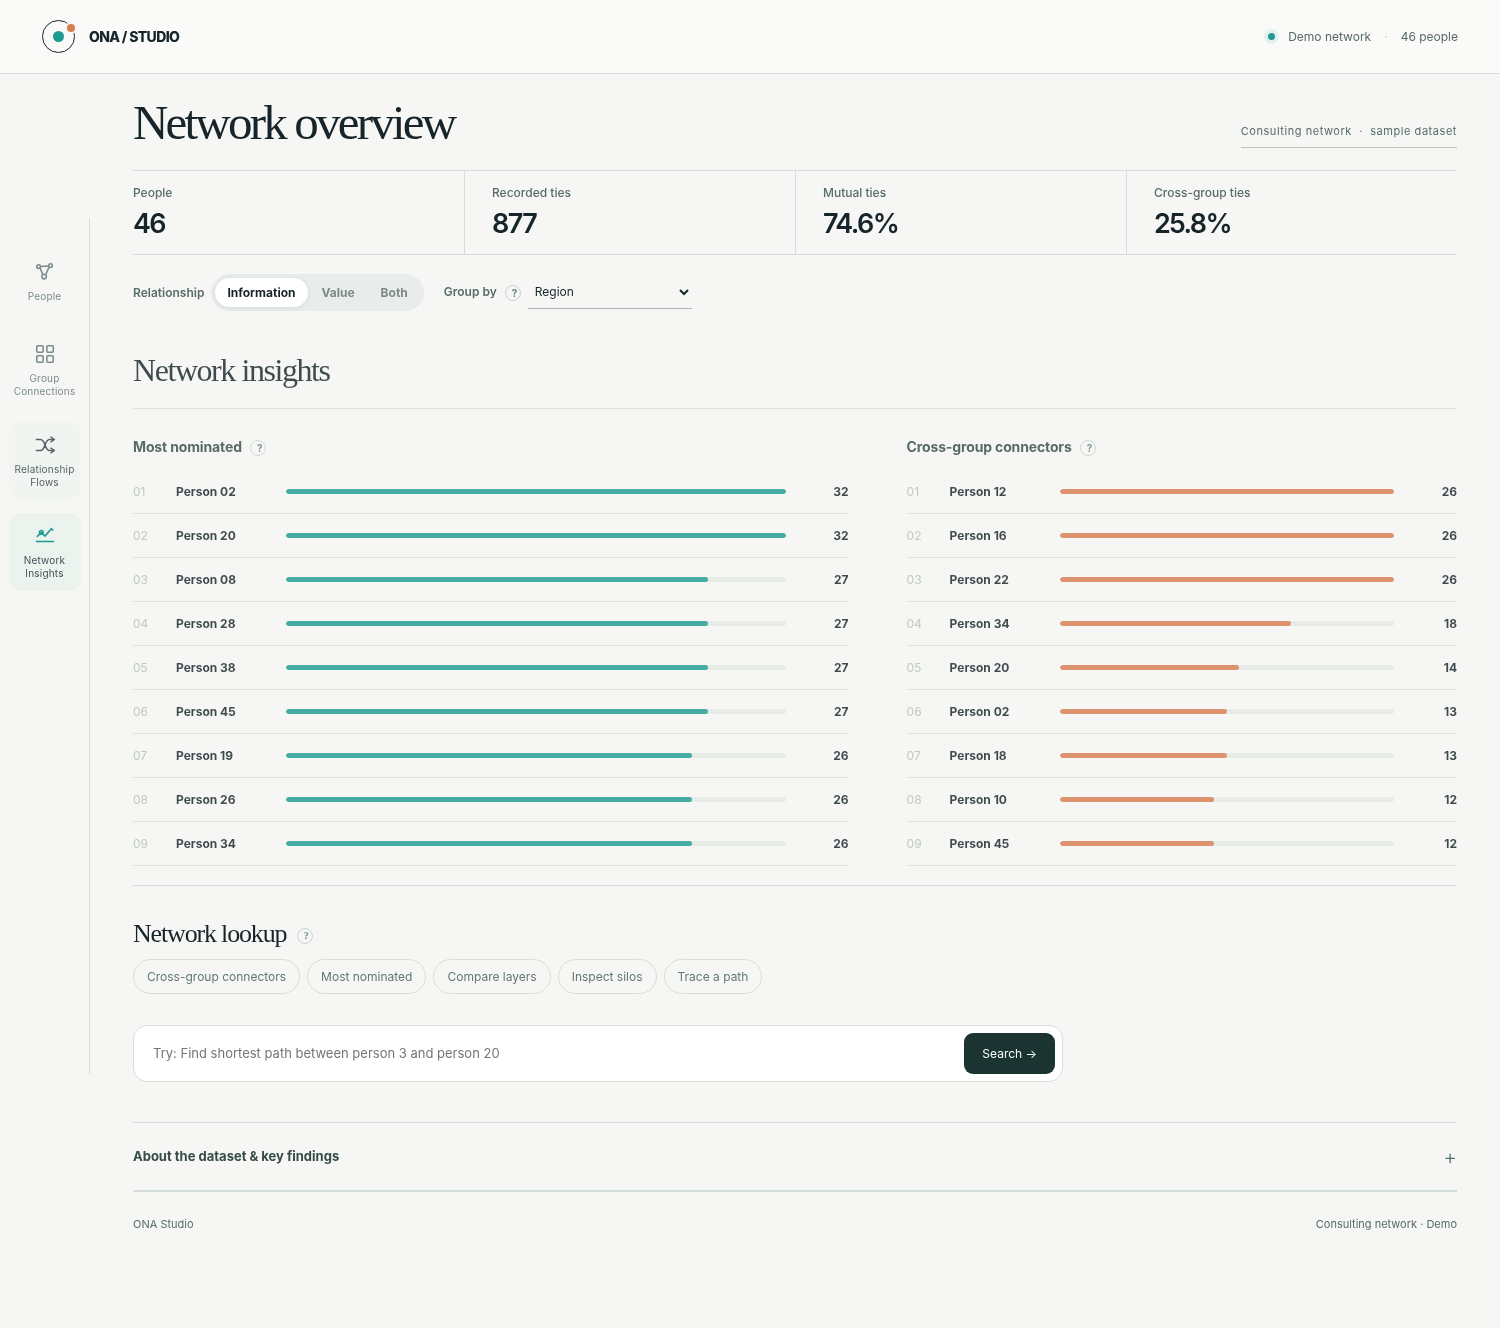 ONA / STUDIO
Demo network · 46 people
Network overview
Consulting network · sample dataset
People
46
Recorded ties
877
Mutual ties
74.6%
Cross-group ties
25.8%
People
Group
Connections
Relationship
Flows
Network
Insights
Relationship Information Value Both Group by ? Region
Network insights
Most nominated ?
01 Person 02 32
02 Person 20 32
03 Person 08 27
04 Person 28 27
05 Person 38 27
06 Person 45 27
07 Person 19 26
08 Person 26 26
09 Person 34 26
Cross-group connectors ?
01 Person 12 26
02 Person 16 26
03 Person 22 26
04 Person 34 18
05 Person 20 14
06 Person 02 13
07 Person 18 13
08 Person 10 12
09 Person 45 12
Network lookup ?
Cross-group connectors Most nominated Compare layers Inspect silos Trace a path
Try: Find shortest path between person 3 and person 20
Search →
About the dataset & key findings +
ONA Studio
Consulting network · Demo